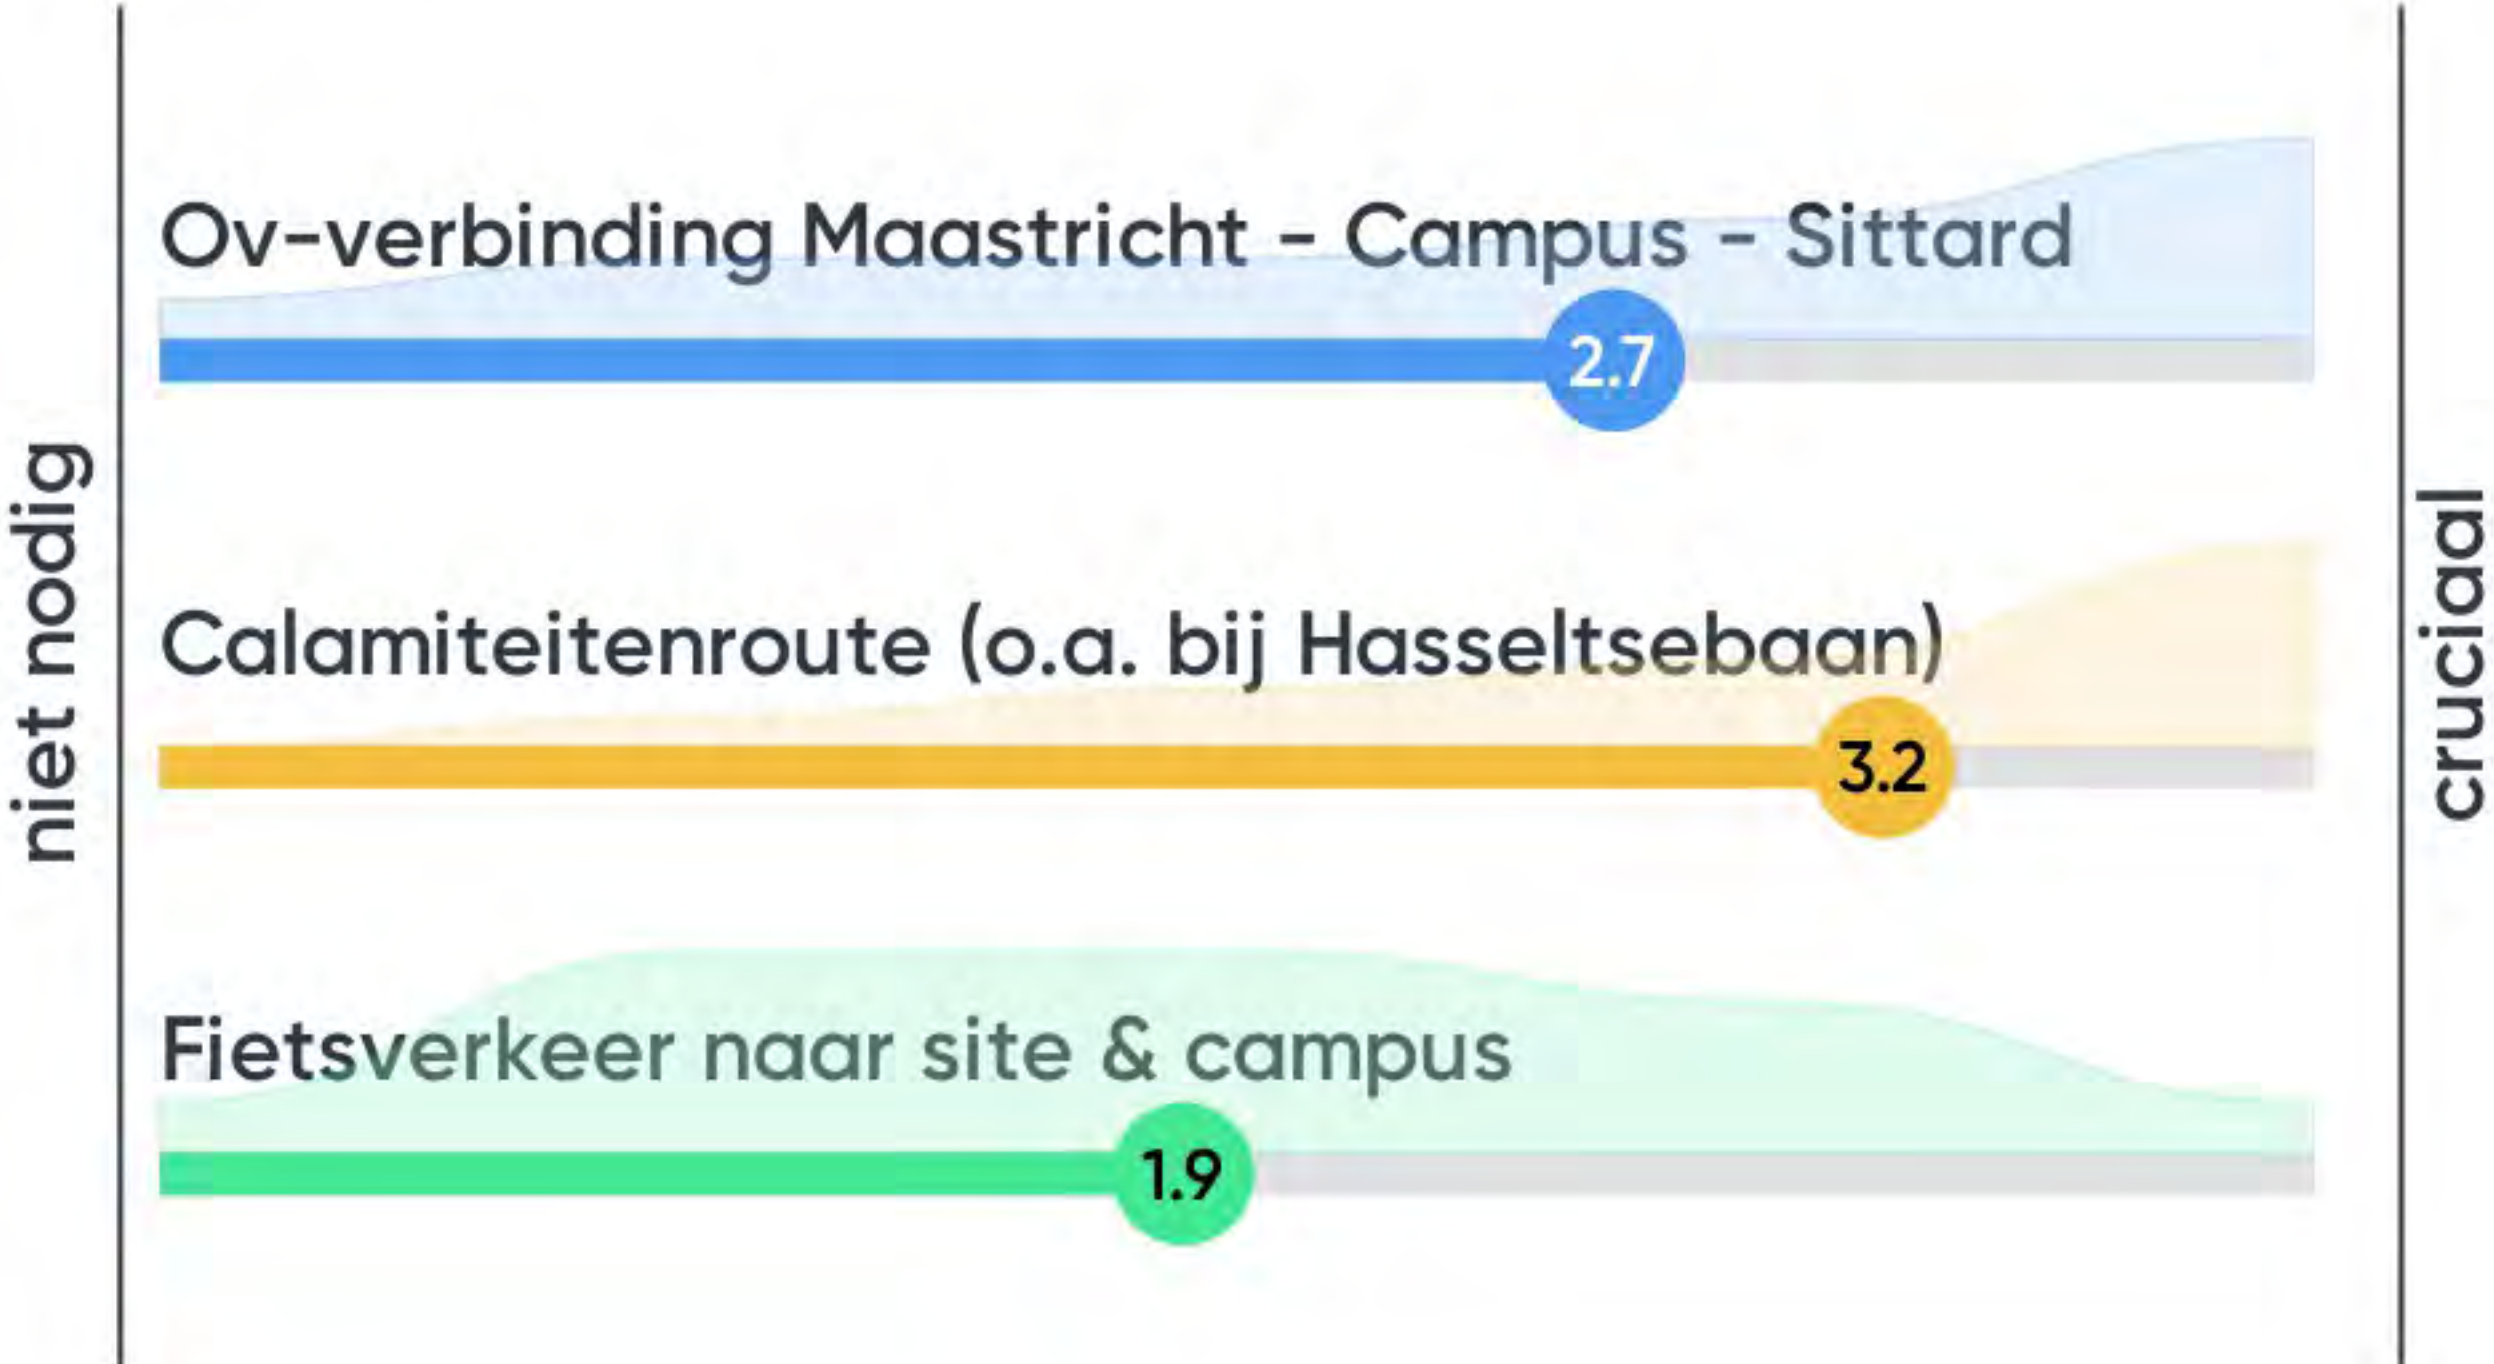 niet nodig
Ov-verbinding Maastricht - Campus - Sittard
2.7
Calamiteitenroute (o.a. bij Hasseltsebaan)
3.2
Fietsverkeer naar site & campus
1.9
cruciaal